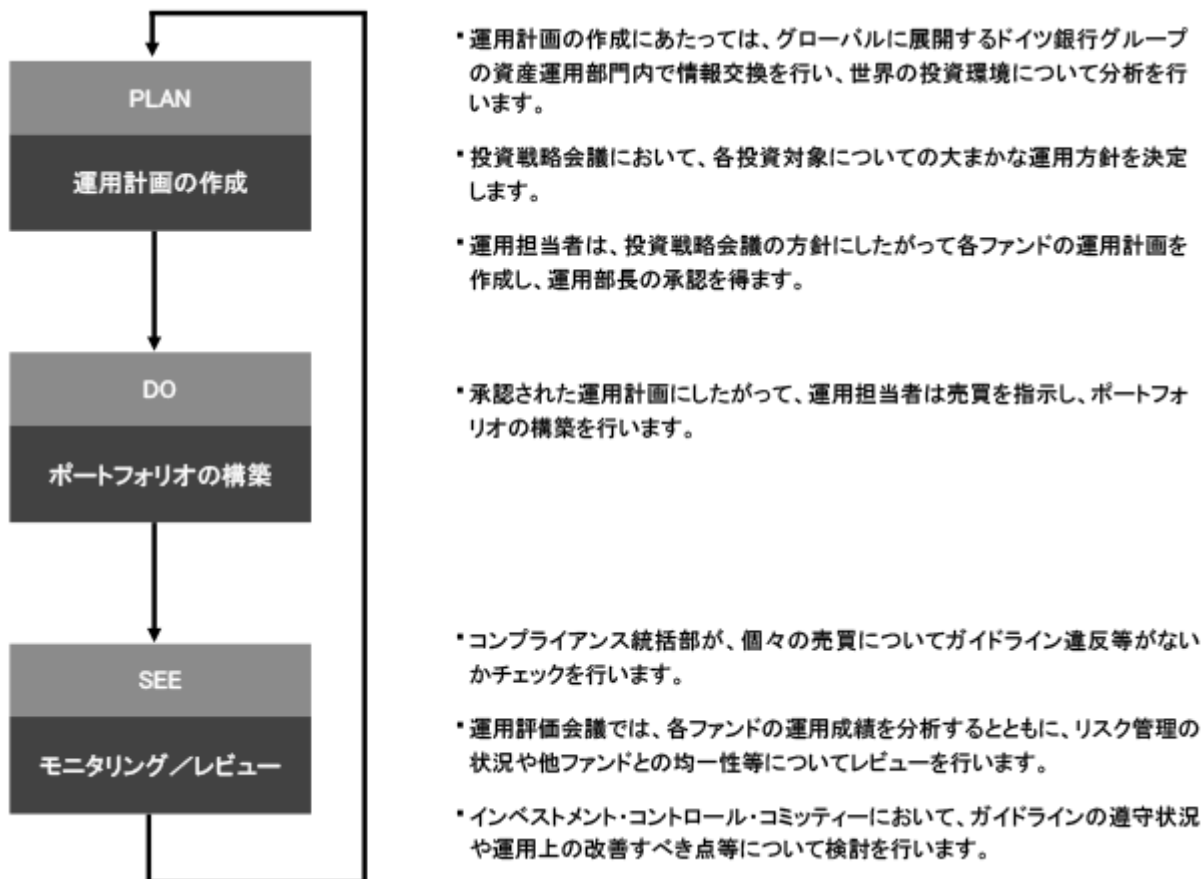 PLAN
運用計画の作成
▪運用計画の作成にあたっては、グローバルに展開するドイツ銀行グループ
の資産運用部門内で情報交換を行い、世界の投資環境について分析を行
います。
▪投資戦略会議において、各投資対象についての大まかな運用方針を決定
します。
▪運用担当者は、投資戦略会議の方針にしたがって各ファンドの運用計画を
作成し、運用部長の承認を得ます。
DO
ポートフォリオの構築
▪承認された運用計画にしたがって、運用担当者は売買を指示し、ポートフォ
リオの構築を行います。
SEE
モニタリング／レビュー
▪コンプライアンス統括部が、個々の売買についてガイドライン違反等がない
かチェックを行います。
▪運用評価会議では、各ファンドの運用成績を分析するとともに、リスク管理の
状況や他ファンドとの均一性等についてレビューを行います。
▪インベストメント・コントロール・コミッティーにおいて、ガイドラインの遵守状況
や運用上の改善すべき点等について検討を行います。